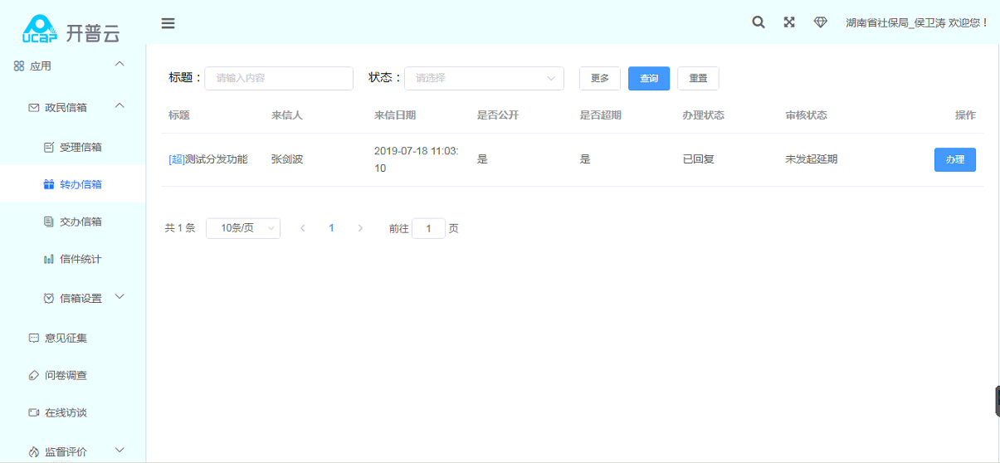 ucap 开普云
湖南省社保局_侯卫涛 欢迎您！
应用
政民信箱
受理信箱
转办信箱
交办信箱
信件统计
信箱设置
意见征集
问卷调查
在线访谈
监督评价
标题： 请输入内容 状态： 请选择 更多 查询 重置
标题 来信人 来信日期 是否公开 是否超期 办理状态 审核状态 操作
[超]测试分发功能 张剑波 2019-07-18 11:03: 是 是 已回复 未发起延期 办理
10
共 1 条 10条/页 1 前往 1 页